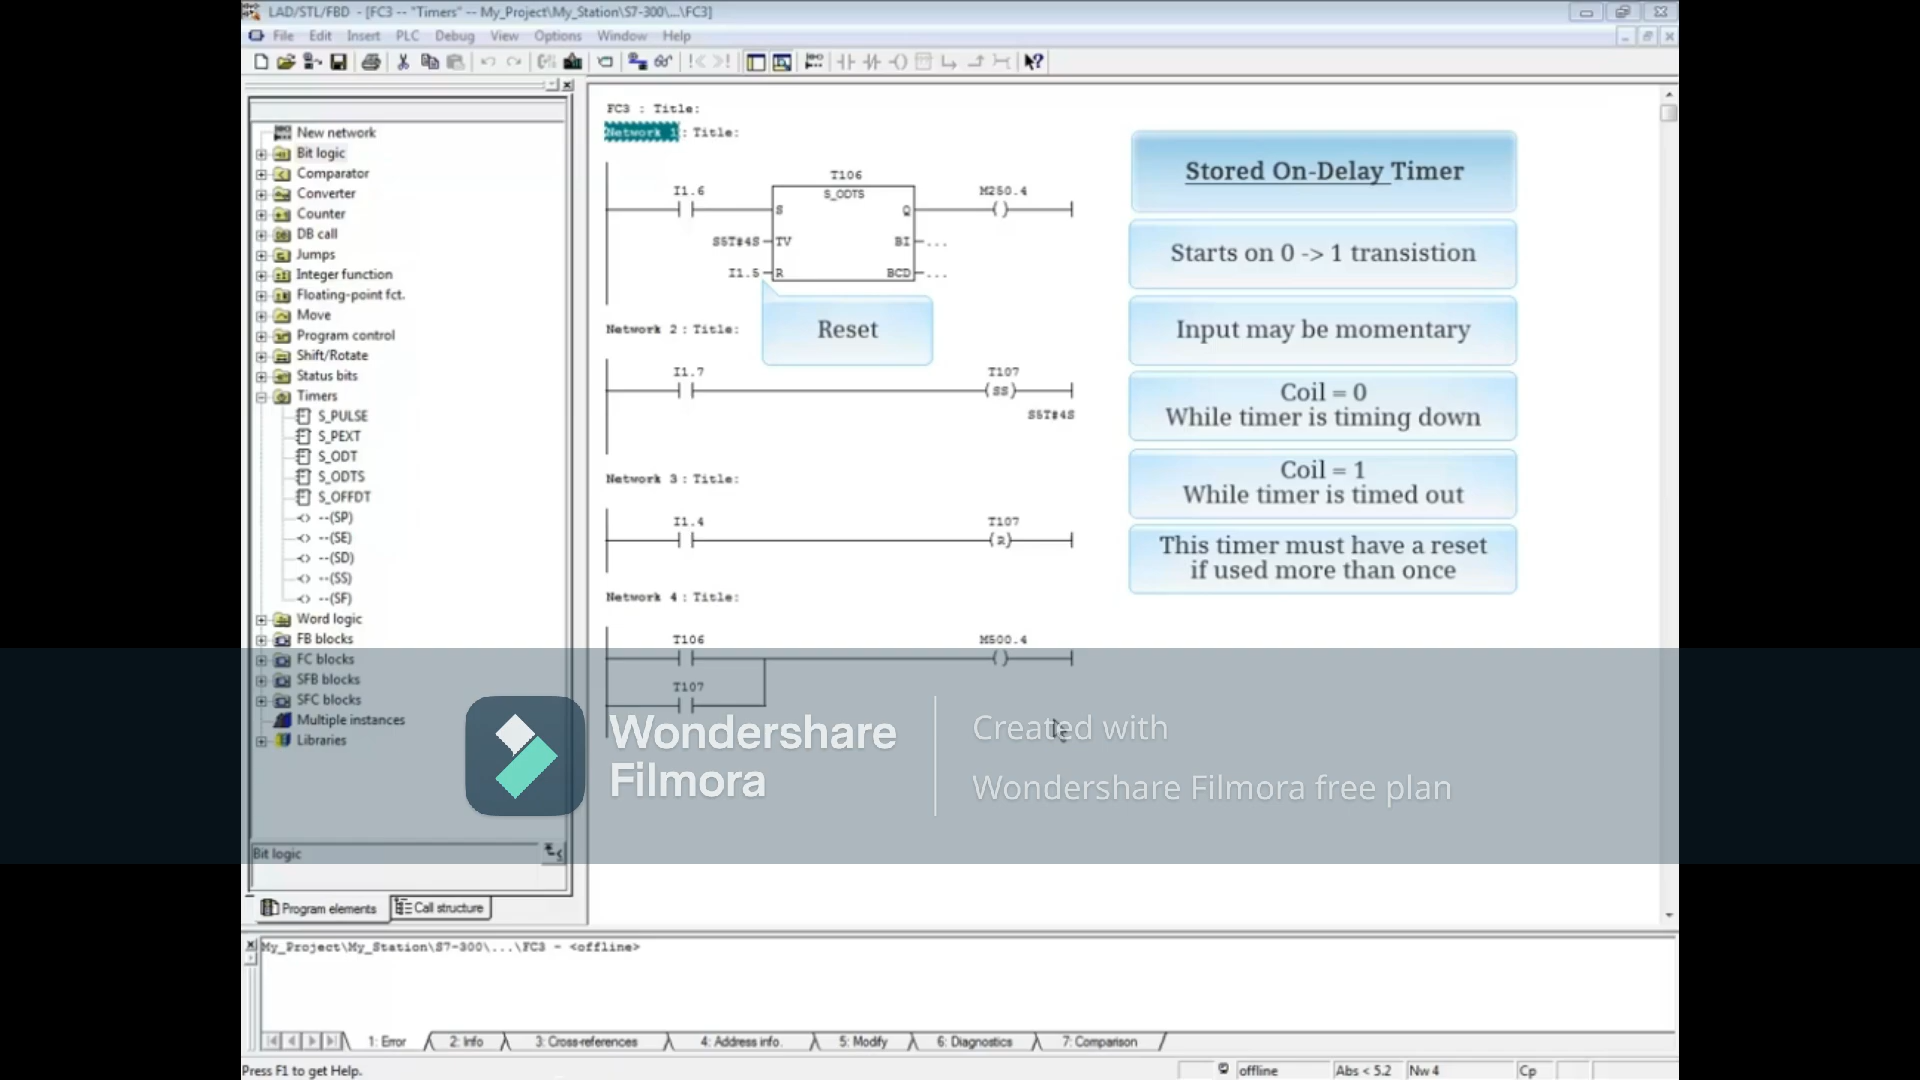 LAD/STL/FBD - [FC3 -- "Timers" -- My_Project\My_Station\S7-300\...\FC3]
File Edit Insert PLC Debug View Options Window Help
New network
Bit logic
Comparator
Converter
Counter
DB call
Jumps
Integer function
Floating-point fct.
Move
Program control
Shift/Rotate
Status bits
Timers
S_PULSE
S_PEXT
S_ODT
S_ODTS
S_OFFDT
--(SP)
--(SE)
--(SD)
--(SS)
--(SF)
Word logic
FB blocks
FC blocks
SFB blocks
SFC blocks
Multiple instances
Libraries
Bit logic
Program elements
Call structure
FC3 : Title:
Network 1: Title:
T106
I1.6 S_ODTS M250.4
S Q
S5T#4S TV BI ...
I1.5 R BCD ...
Reset
Network 2: Title:
I1.7 T107
(SS)
S5T#4S
Network 3: Title:
I1.4 T107
(R)
Network 4: Title:
T106 M500.4
T107
Stored On-Delay Timer
Starts on 0 -> 1 transistion
Input may be momentary
Coil = 0
While timer is timing down
Coil = 1
While timer is timed out
This timer must have a reset
if used more than once
Wondershare
Filmora
Created with
Wondershare Filmora free plan
My_Project\My_Station\S7-300\...\FC3 - <offline>
1: Error 2: Info 3: Cross-references 4: Address info. 5: Modify 6: Diagnostics 7: Comparison
Press F1 to get Help.
offline Abs < 5.2 Nw 4 Cp